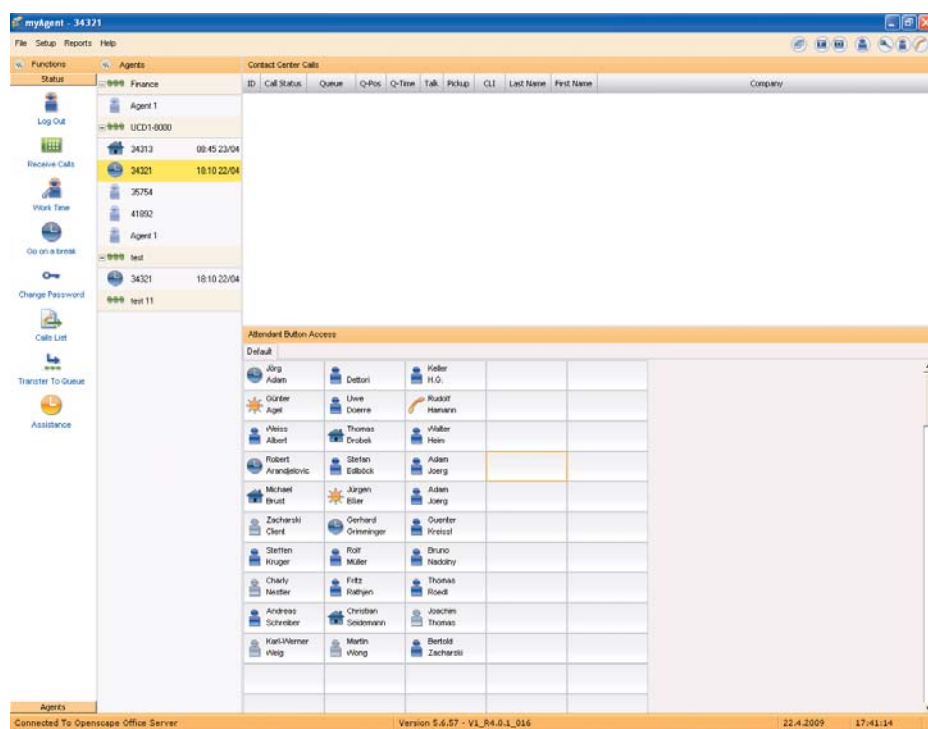 myAgent - 34321
File Setup Reports Help
Functions
Agents
Contact Center Calls
Status
Finance
ID Call Status Queue Q-Pos Q-Time Talk Pickup CLI Last Name First Name Company
Agent 1
Log Out
UCD1-8000
34313 08:45 23/04
Receive Calls
34321 18:10 22/04
35754
Work Time
41892
Agent 1
Go on a break
test
34321 18:10 22/04
Change Password
test 11
Calls List
Transfer To Queue
Assistance
Attendant Button Access
Default
Jörg Adam
Dettori
Keller H.G.
Günter Agel
Uwe Doerre
Rudolf Hamann
Weiss Albert
Thomas Drobek
Walter Hein
Robert Arandjelovic
Stefan Edlböck
Adam Joerg
Michael Brust
Jürgen Eller
Adam Joerg
Zacharski Client
Gerhard Grimminger
Guenter Kreissl
Steffen Kruger
Rolf Müller
Bruno Nadolny
Charly Nestler
Fritz Rathjen
Thomas Roedl
Andreas Schreiber
Christian Seidemann
Joachim Thomas
Karl-Werner Weig
Martin Wong
Bertold Zacharski
Agents
Connected To Openscape Office Server
Version 5.6.57 - V1_R4.0.1_016
22.4.2009
17:41:14